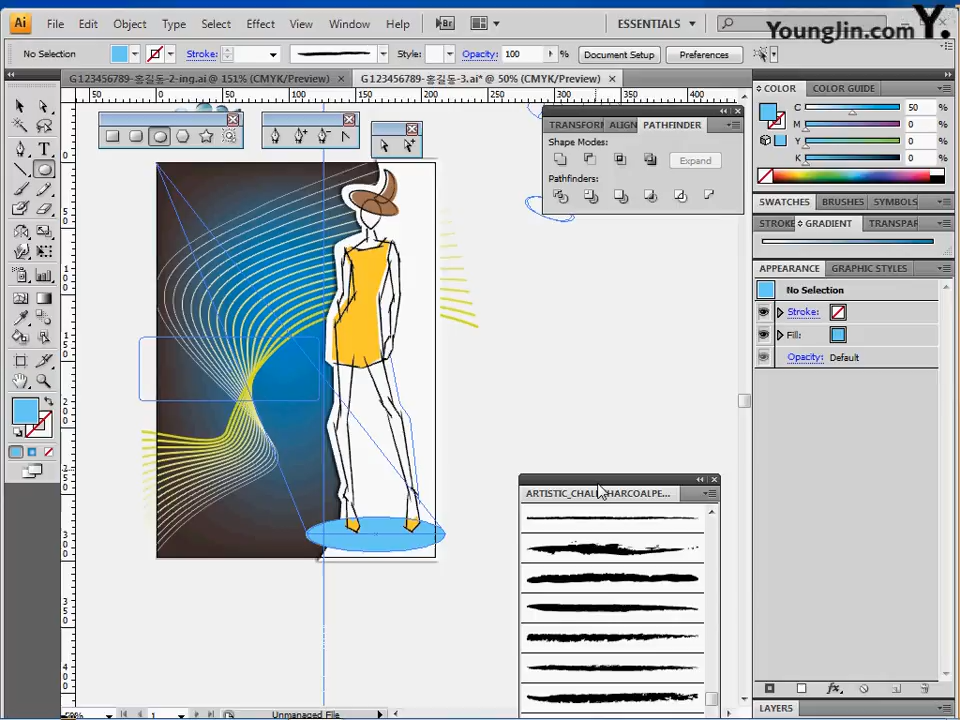 Ai File Edit Object Type Select Effect View Window Help Br ESSENTIALS
Younglin.com Y.
No Selection Stroke: Style: Opacity: 100 % Document Setup Preferences
G123456789-홍길동-2-ing.ai @ 151% (CMYK/Preview) G123456789-홍길동-3.ai* @ 50% (CMYK/Preview)
50 0 50 100 150 200 250 300
TRANSFORM ALIGN PATHFINDER
Shape Modes:
Expand
Pathfinders:
COLOR COLOR GUIDE
C 50 %
M 0 %
Y 0 %
K 0 %
SWATCHES BRUSHES SYMBOLS
STROKE GRADIENT TRANSPAR
APPEARANCE GRAPHIC STYLES
No Selection
Stroke:
Fill:
Opacity: Default
ARTISTIC_CHALKCHARCOALPE...
Unmanaged File
LAYERS